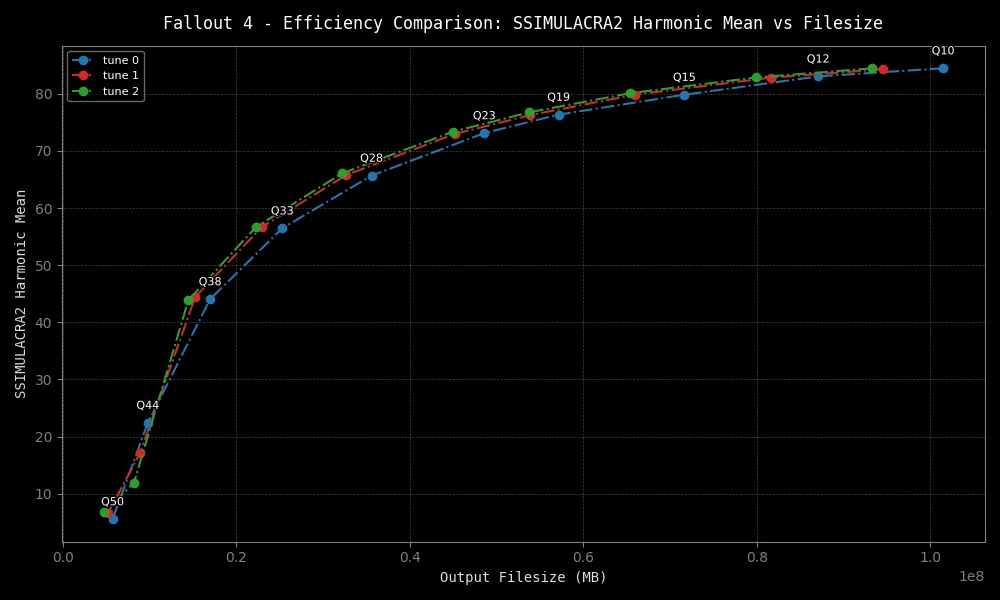 Fallout 4 - Efficiency Comparison: SSIMULACRA2 Harmonic Mean vs Filesize
tune 0
tune 1
tune 2
Q10
Q12
Q15
Q19
Q23
Q28
Q33
Q38
Q44
Q50
80
70
60
50
40
30
20
10
SSIMULACRA2 Harmonic Mean
0.0 0.2 0.4 0.6 0.8 1.0
1e8
Output Filesize (MB)